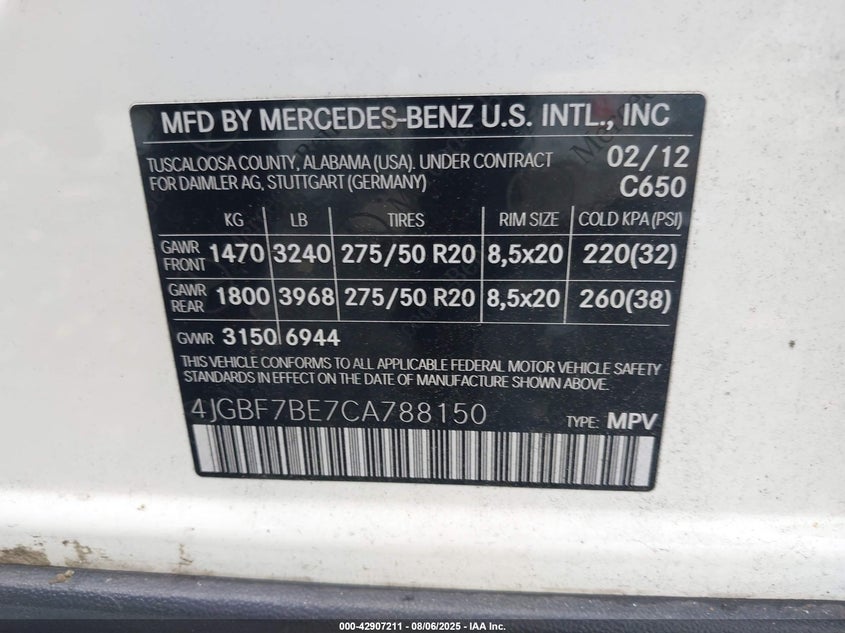 MFD BY MERCEDES-BENZ U.S. INTL., INC
TUSCALOOSA COUNTY, ALABAMA (USA). UNDER CONTRACT 02/12
FOR DAIMLER AG, STUTTGART (GERMANY) C650
KG LB TIRES RIM SIZE COLD KPA (PSI)
GAWR FRONT 1470 3240 275/50 R20 8,5x20 220(32)
GAWR REAR 1800 3968 275/50 R20 8,5x20 260(38)
GVWR 3150 6944
THIS VEHICLE CONFORMS TO ALL APPLICABLE FEDERAL MOTOR VEHICLE SAFETY
STANDARDS IN EFFECT ON THE DATE OF MANUFACTURE SHOWN ABOVE.
4JGBF7BE7CA788150 TYPE: MPV
000-42907211 - 08/06/2025 - IAA Inc.